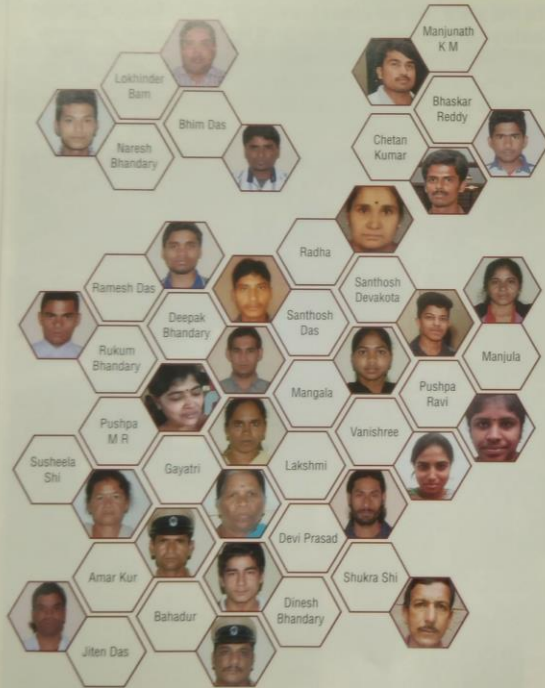 Manjunath
K M
Lokhinder
Bam
Bhaskar
Reddy
Bhim Das
Chetan
Kumar
Naresh
Bhandary
Radha
Santhosh
Devakota
Ramesh Das
Deepak
Bhandary
Santhosh
Das
Rukum
Bhandary
Manjula
Mangala
Pushpa
Ravi
Pushpa
M R
Vanishree
Susheela
Shi
Gayatri
Lakshmi
Devi Prasad
Amar Kur
Shukra Shi
Bahadur
Dinesh
Bhandary
Jiten Das